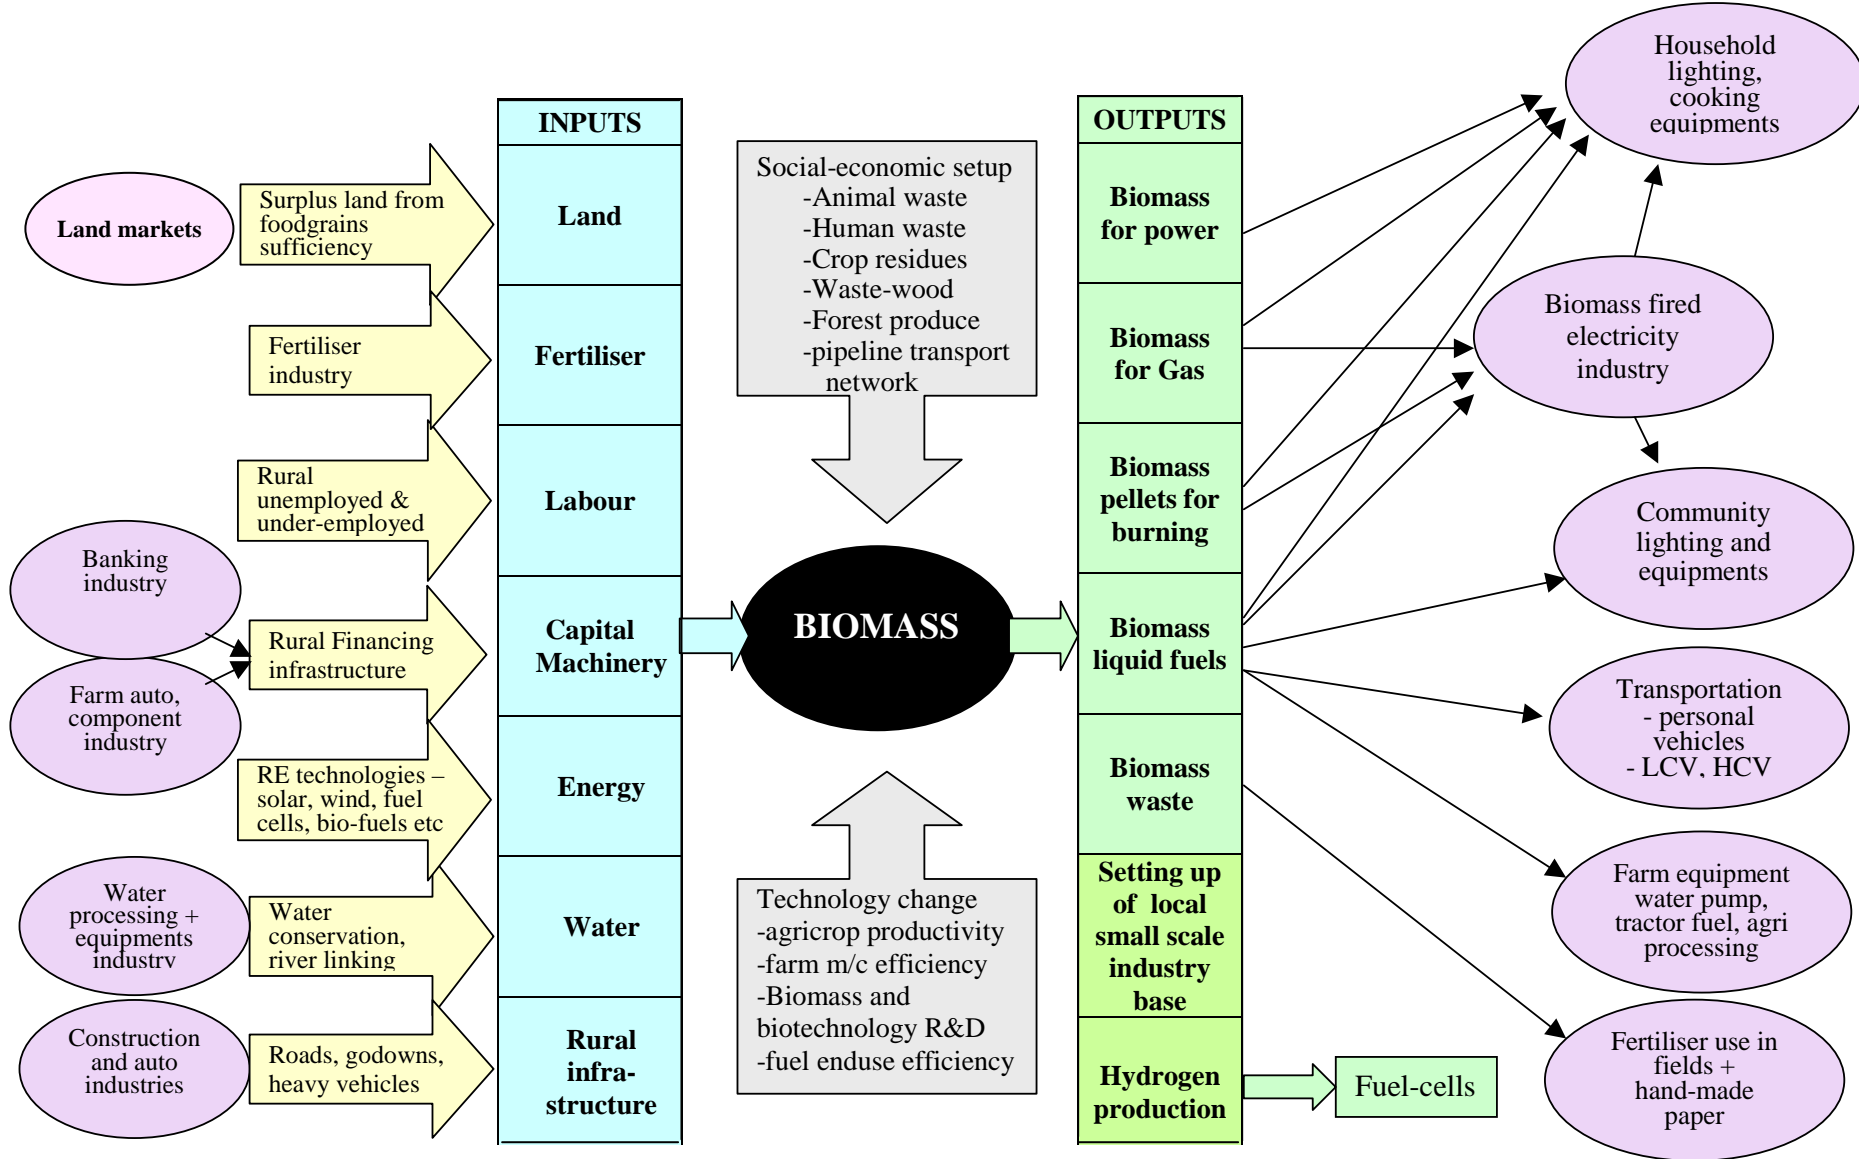 Land markets
Banking
industry
Farm auto,
component
industry
Water
processing +
equipments
industry
Construction
and auto
industries
Surplus land from
foodgrains
sufficiency
Fertiliser
industry
Rural
unemployed &
under-employed
Rural Financing
infrastructure
RE technologies –
solar, wind, fuel
cells, bio-fuels etc
Water
conservation,
river linking
Roads, godowns,
heavy vehicles
INPUTS
Land
Fertiliser
Labour
Capital
Machinery
Energy
Water
Rural
infra-
structure
Social-economic setup
-Animal waste
-Human waste
-Crop residues
-Waste-wood
-Forest produce
-pipeline transport
network
BIOMASS
Technology change
-agricrop productivity
-farm m/c efficiency
-Biomass and
biotechnology R&D
-fuel enduse efficiency
OUTPUTS
Biomass
for power
Biomass
for Gas
Biomass
pellets for
burning
Biomass
liquid fuels
Biomass
waste
Setting up
of local
small scale
industry
base
Hydrogen
production
Fuel-cells
Household
lighting,
cooking
equipments
Biomass fired
electricity
industry
Community
lighting and
equipments
Transportation
- personal
vehicles
- LCV, HCV
Farm equipment
water pump,
tractor fuel, agri
processing
Fertiliser use in
fields +
hand-made
paper